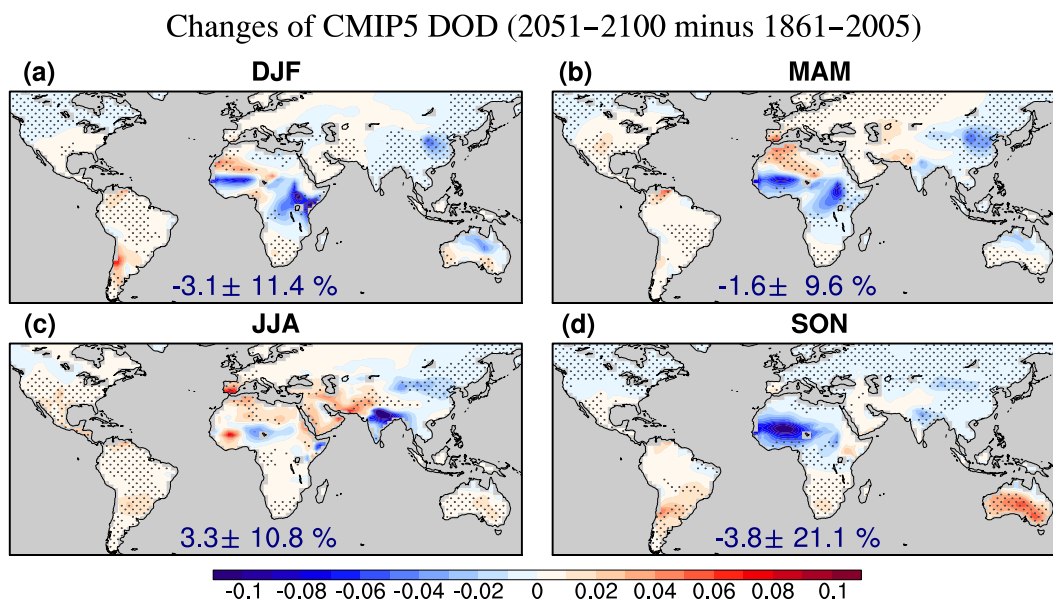 Changes of CMIP5 DOD (2051−2100 minus 1861−2005)
(a) DJF
(b) MAM
-3.1± 11.4 %
-1.6± 9.6 %
(c) JJA
(d) SON
3.3± 10.8 %
-3.8± 21.1 %
-0.1 -0.08 -0.06 -0.04 -0.02 0 0.02 0.04 0.06 0.08 0.1